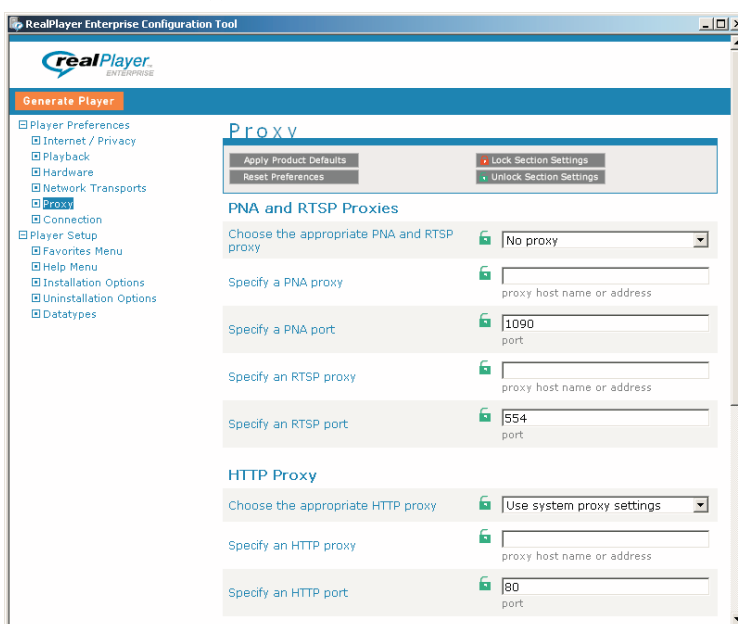 RealPlayer Enterprise Configuration Tool
realPlayer
ENTERPRISE
Generate Player
Player Preferences
Internet / Privacy
Playback
Hardware
Network Transports
Proxy
Connection
Player Setup
Favorites Menu
Help Menu
Installation Options
Uninstallation Options
Datatypes
Proxy
Apply Product Defaults
Lock Section Settings
Reset Preferences
Unlock Section Settings
PNA and RTSP Proxies
Choose the appropriate PNA and RTSP
proxy
No proxy
Specify a PNA proxy
proxy host name or address
Specify a PNA port
1090
port
Specify an RTSP proxy
proxy host name or address
Specify an RTSP port
554
port
HTTP Proxy
Choose the appropriate HTTP proxy
Use system proxy settings
Specify an HTTP proxy
proxy host name or address
Specify an HTTP port
80
port